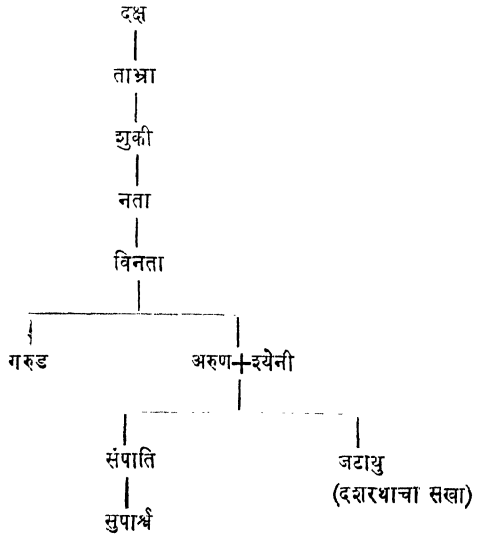 दक्ष
ताम्रा
शुकी
नता
विनता
गरुड अरुण+श्येनी
संपाति जटायु
(दशरथाचा सखा)
सुपार्श्व